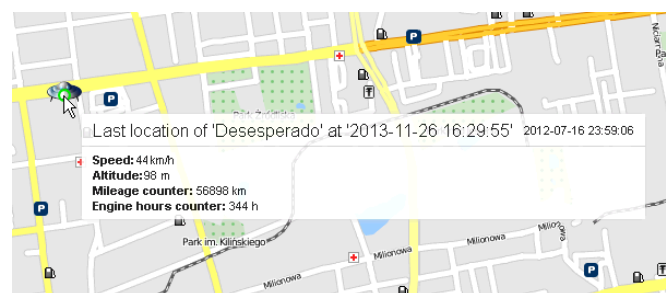 P
P
Last location of 'Desesperado' at '2013-11-26 16:29:55' 2012-07-16 23:59:06
Speed: 44 km/h
Altitude: 98 m
Mileage counter: 56898 km
Engine hours counter: 344 h
P
Park im. Kilińskiego
Milionowa
Milionowa
Milionowa
P